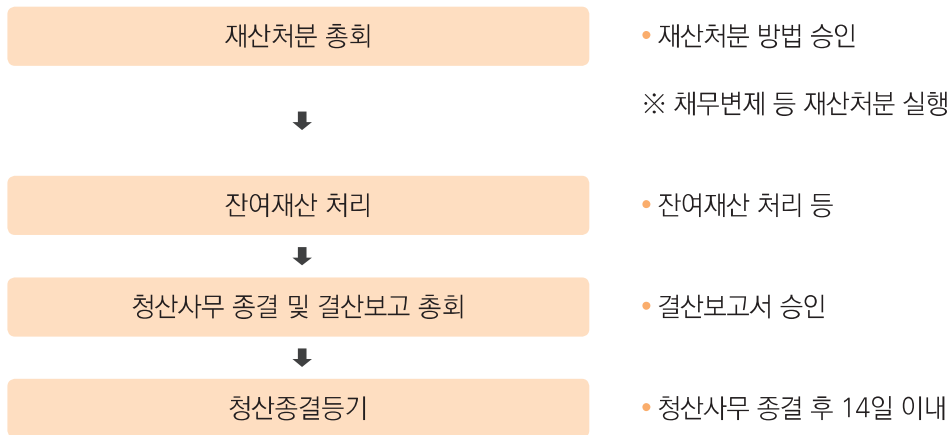 재산처분 총회
• 재산처분 방법 승인
※ 채무변제 등 재산처분 실행
잔여재산 처리
• 잔여재산 처리 등
청산사무 종결 및 결산보고 총회
• 결산보고서 승인
청산종결등기
• 청산사무 종결 후 14일 이내